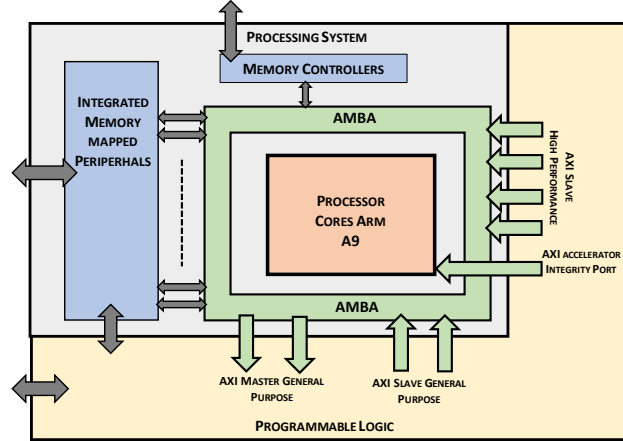 PROCESSING SYSTEM
MEMORY CONTROLLERS
INTEGRATED
MEMORY
MAPPED
PERIPERHALS
AMBA
PROCESSOR
CORES ARM
A9
AXI SLAVE
HIGH PERFORMANCE
AXI ACCELERATOR
INTEGRITY PORT
AMBA
AXI MASTER GENERAL
PURPOSE
AXI SLAVE GENERAL
PURPOSE
PROGRAMMABLE LOGIC